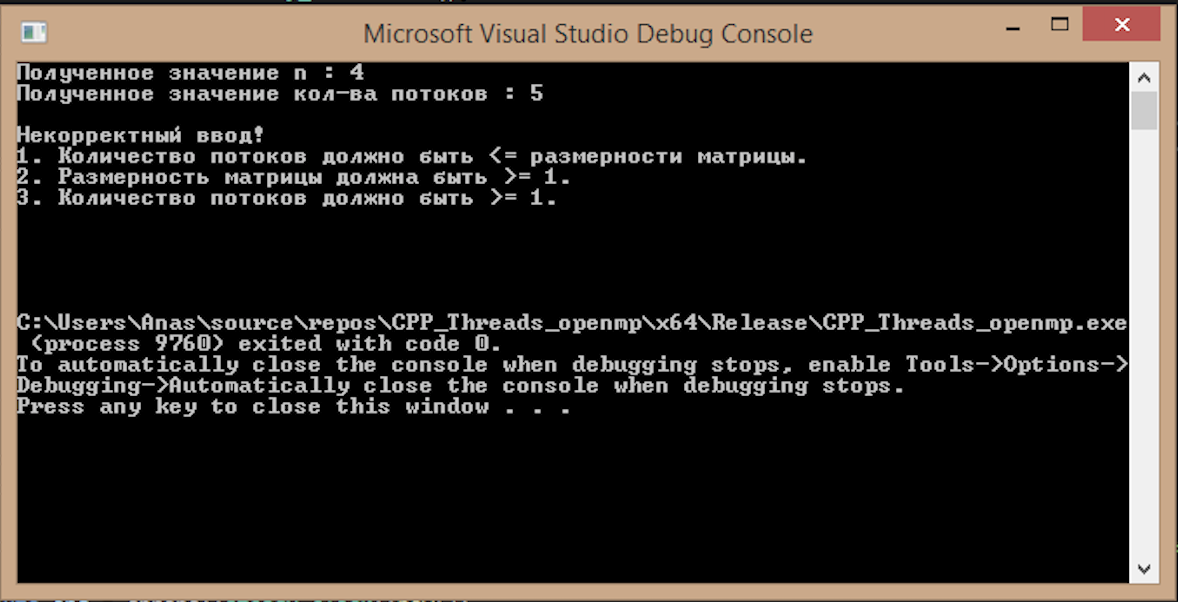 Microsoft Visual Studio Debug Console
Полученное значение n : 4
Полученное значение кол-ва потоков : 5
Некорректный ввод!
1. Количество потоков должно быть <= размерности матрицы.
2. Размерность матрицы должна быть >= 1.
3. Количество потоков должно быть >= 1.
C:\Users\Anas\source\repos\CPP_Threads_openmp\x64\Release\CPP_Threads_openmp.exe
(process 9760) exited with code 0.
To automatically close the console when debugging stops, enable Tools->Options->
Debugging->Automatically close the console when debugging stops.
Press any key to close this window . . .